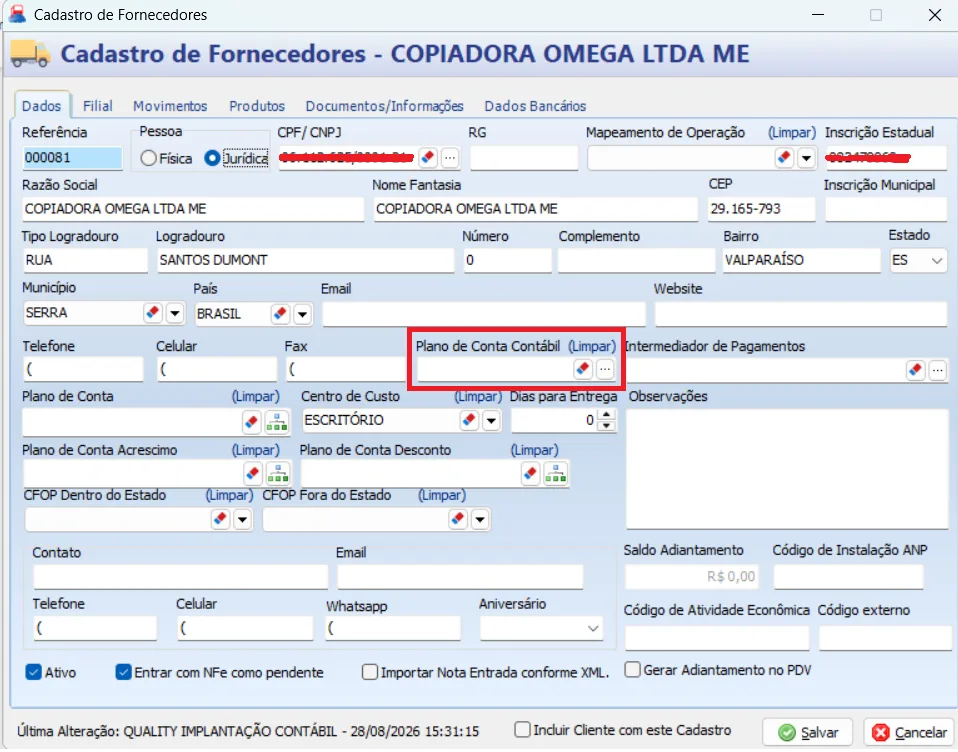 Cadastro de Fornecedores
Cadastro de Fornecedores - COPIADORA OMEGA LTDA ME
Dados Filial Movimentos Produtos Documentos/Informações Dados Bancários
Referência Pessoa CPF/ CNPJ RG Mapeamento de Operação (Limpar) Inscrição Estadual
000081 Física Jurídica
Razão Social Nome Fantasia CEP Inscrição Municipal
COPIADORA OMEGA LTDA ME COPIADORA OMEGA LTDA ME 29.165-793
Tipo Logradouro Logradouro Número Complemento Bairro Estado
RUA SANTOS DUMONT 0 VALPARAÍSO ES
Município País Email Website
SERRA BRASIL
Telefone Celular Fax Plano de Conta Contábil (Limpar) Intermediador de Pagamentos
( ( (
Plano de Conta (Limpar) Centro de Custo (Limpar) Dias para Entrega Observações
ESCRITÓRIO 0
Plano de Conta Acrescimo (Limpar) Plano de Conta Desconto (Limpar)
CFOP Dentro do Estado (Limpar) CFOP Fora do Estado (Limpar)
Contato Email Saldo Adiantamento Código de Instalação ANP
R$ 0,00
Telefone Celular Whatsapp Aniversário Código de Atividade Econômica Código externo
( ( (
Ativo Entrar com NFe como pendente Importar Nota Entrada conforme XML. Gerar Adiantamento no PDV
Última Alteração: QUALITY IMPLANTAÇÃO CONTÁBIL - 28/08/2026 15:31:15 Incluir Cliente com este Cadastro Salvar Cancelar